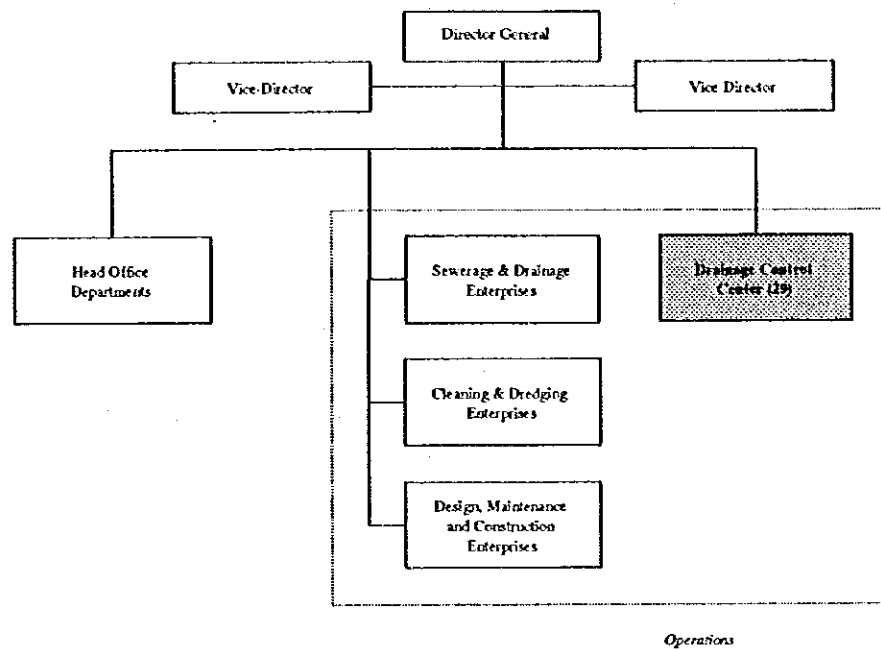 Director General
Vice-Director
Vice Director
Head Office
Departments
Sewerage & Drainage
Enterprises
Drainage Control
Center (29)
Cleaning & Dredging
Enterprises
Design, Maintenance
and Construction
Enterprises
Operations